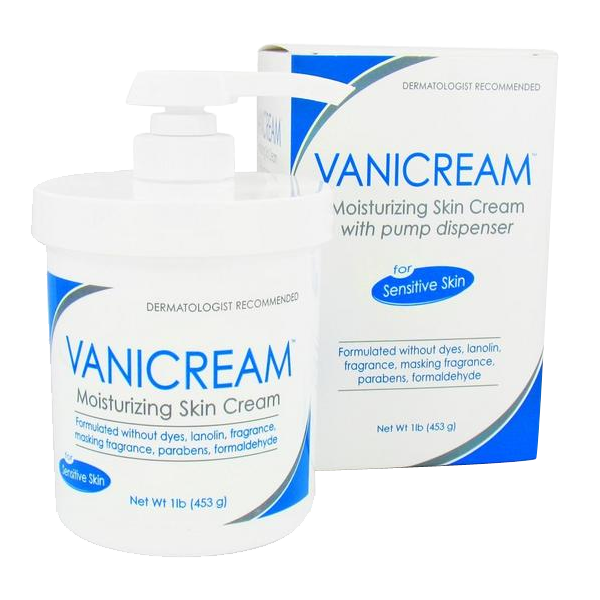 DERMATOLOGIST RECOMMENDED
VANICREAM™
Moisturizing Skin Cream
with pump dispenser
for
Sensitive Skin
Formulated without dyes, lanolin,
fragrance, masking fragrance,
parabens, formaldehyde
Net Wt 1lb (453 g)
DERMATOLOGIST RECOMMENDED
VANICREAM™
Moisturizing Skin Cream
Formulated without dyes, lanolin, fragrance,
masking fragrance, parabens, formaldehyde
for
Sensitive Skin
Net Wt 1lb (453 g)